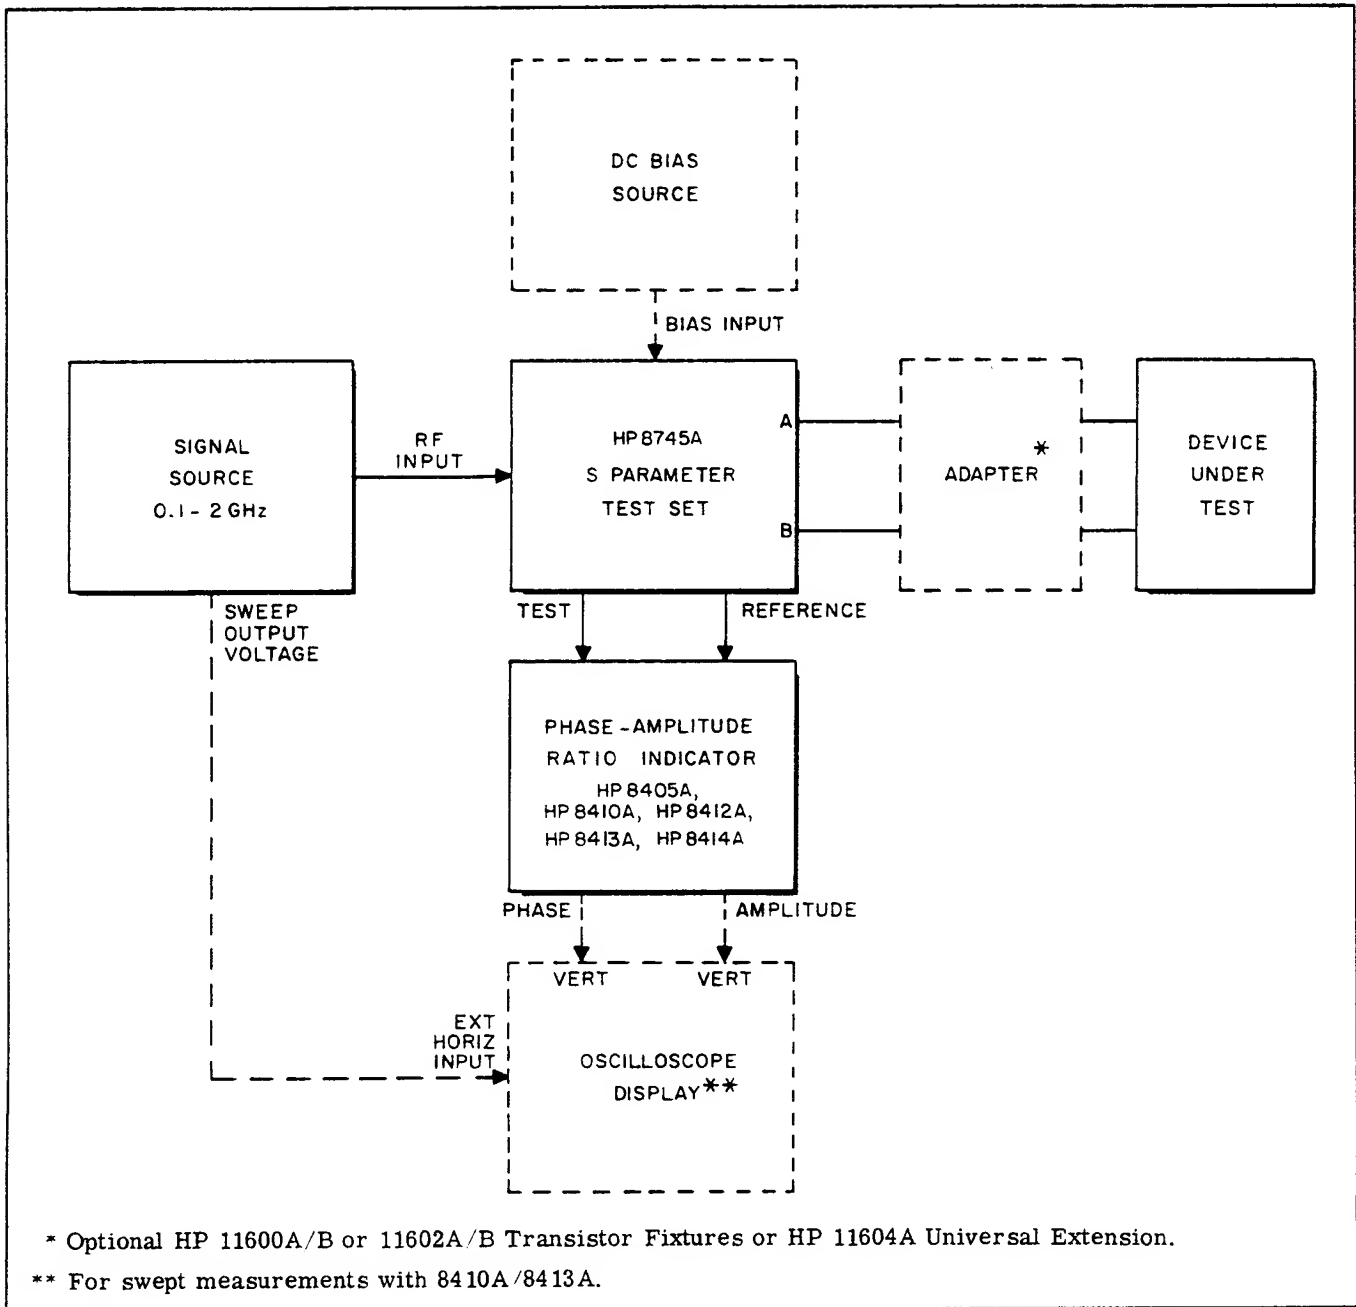 DC BIAS
SOURCE
BIAS INPUT
SIGNAL
SOURCE
0.1 - 2 GHz
RF
INPUT
HP 8745A
S PARAMETER
TEST SET
A
B
ADAPTER *
DEVICE
UNDER
TEST
SWEEP
OUTPUT
VOLTAGE
TEST
REFERENCE
PHASE - AMPLITUDE
RATIO INDICATOR
HP 8405A,
HP 8410A, HP 8412A,
HP 8413A, HP 8414A
PHASE
AMPLITUDE
VERT VERT
EXT
HORIZ
INPUT
OSCILLOSCOPE
DISPLAY **
* Optional HP 11600A/B or 11602A/B Transistor Fixtures or HP 11604A Universal Extension.
** For swept measurements with 8410A/8413A.